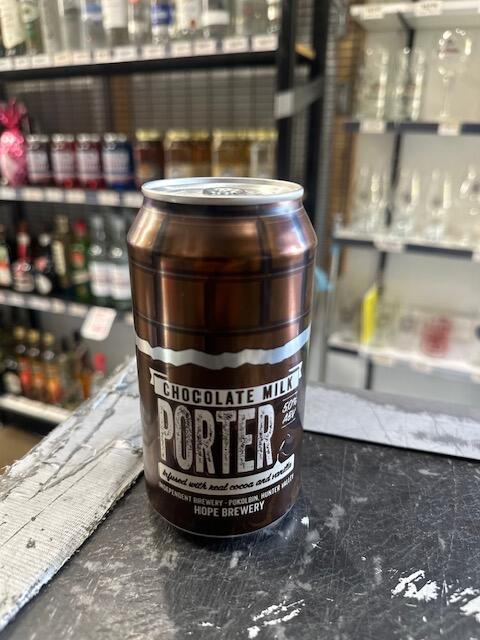 CHOCOLATE MILK
PORTER
5.0%
ABV
infused with real cocoa and vanilla
INDEPENDENT BREWERY - POKOLBIN, HUNTER VALLEY
HOPE BREWERY